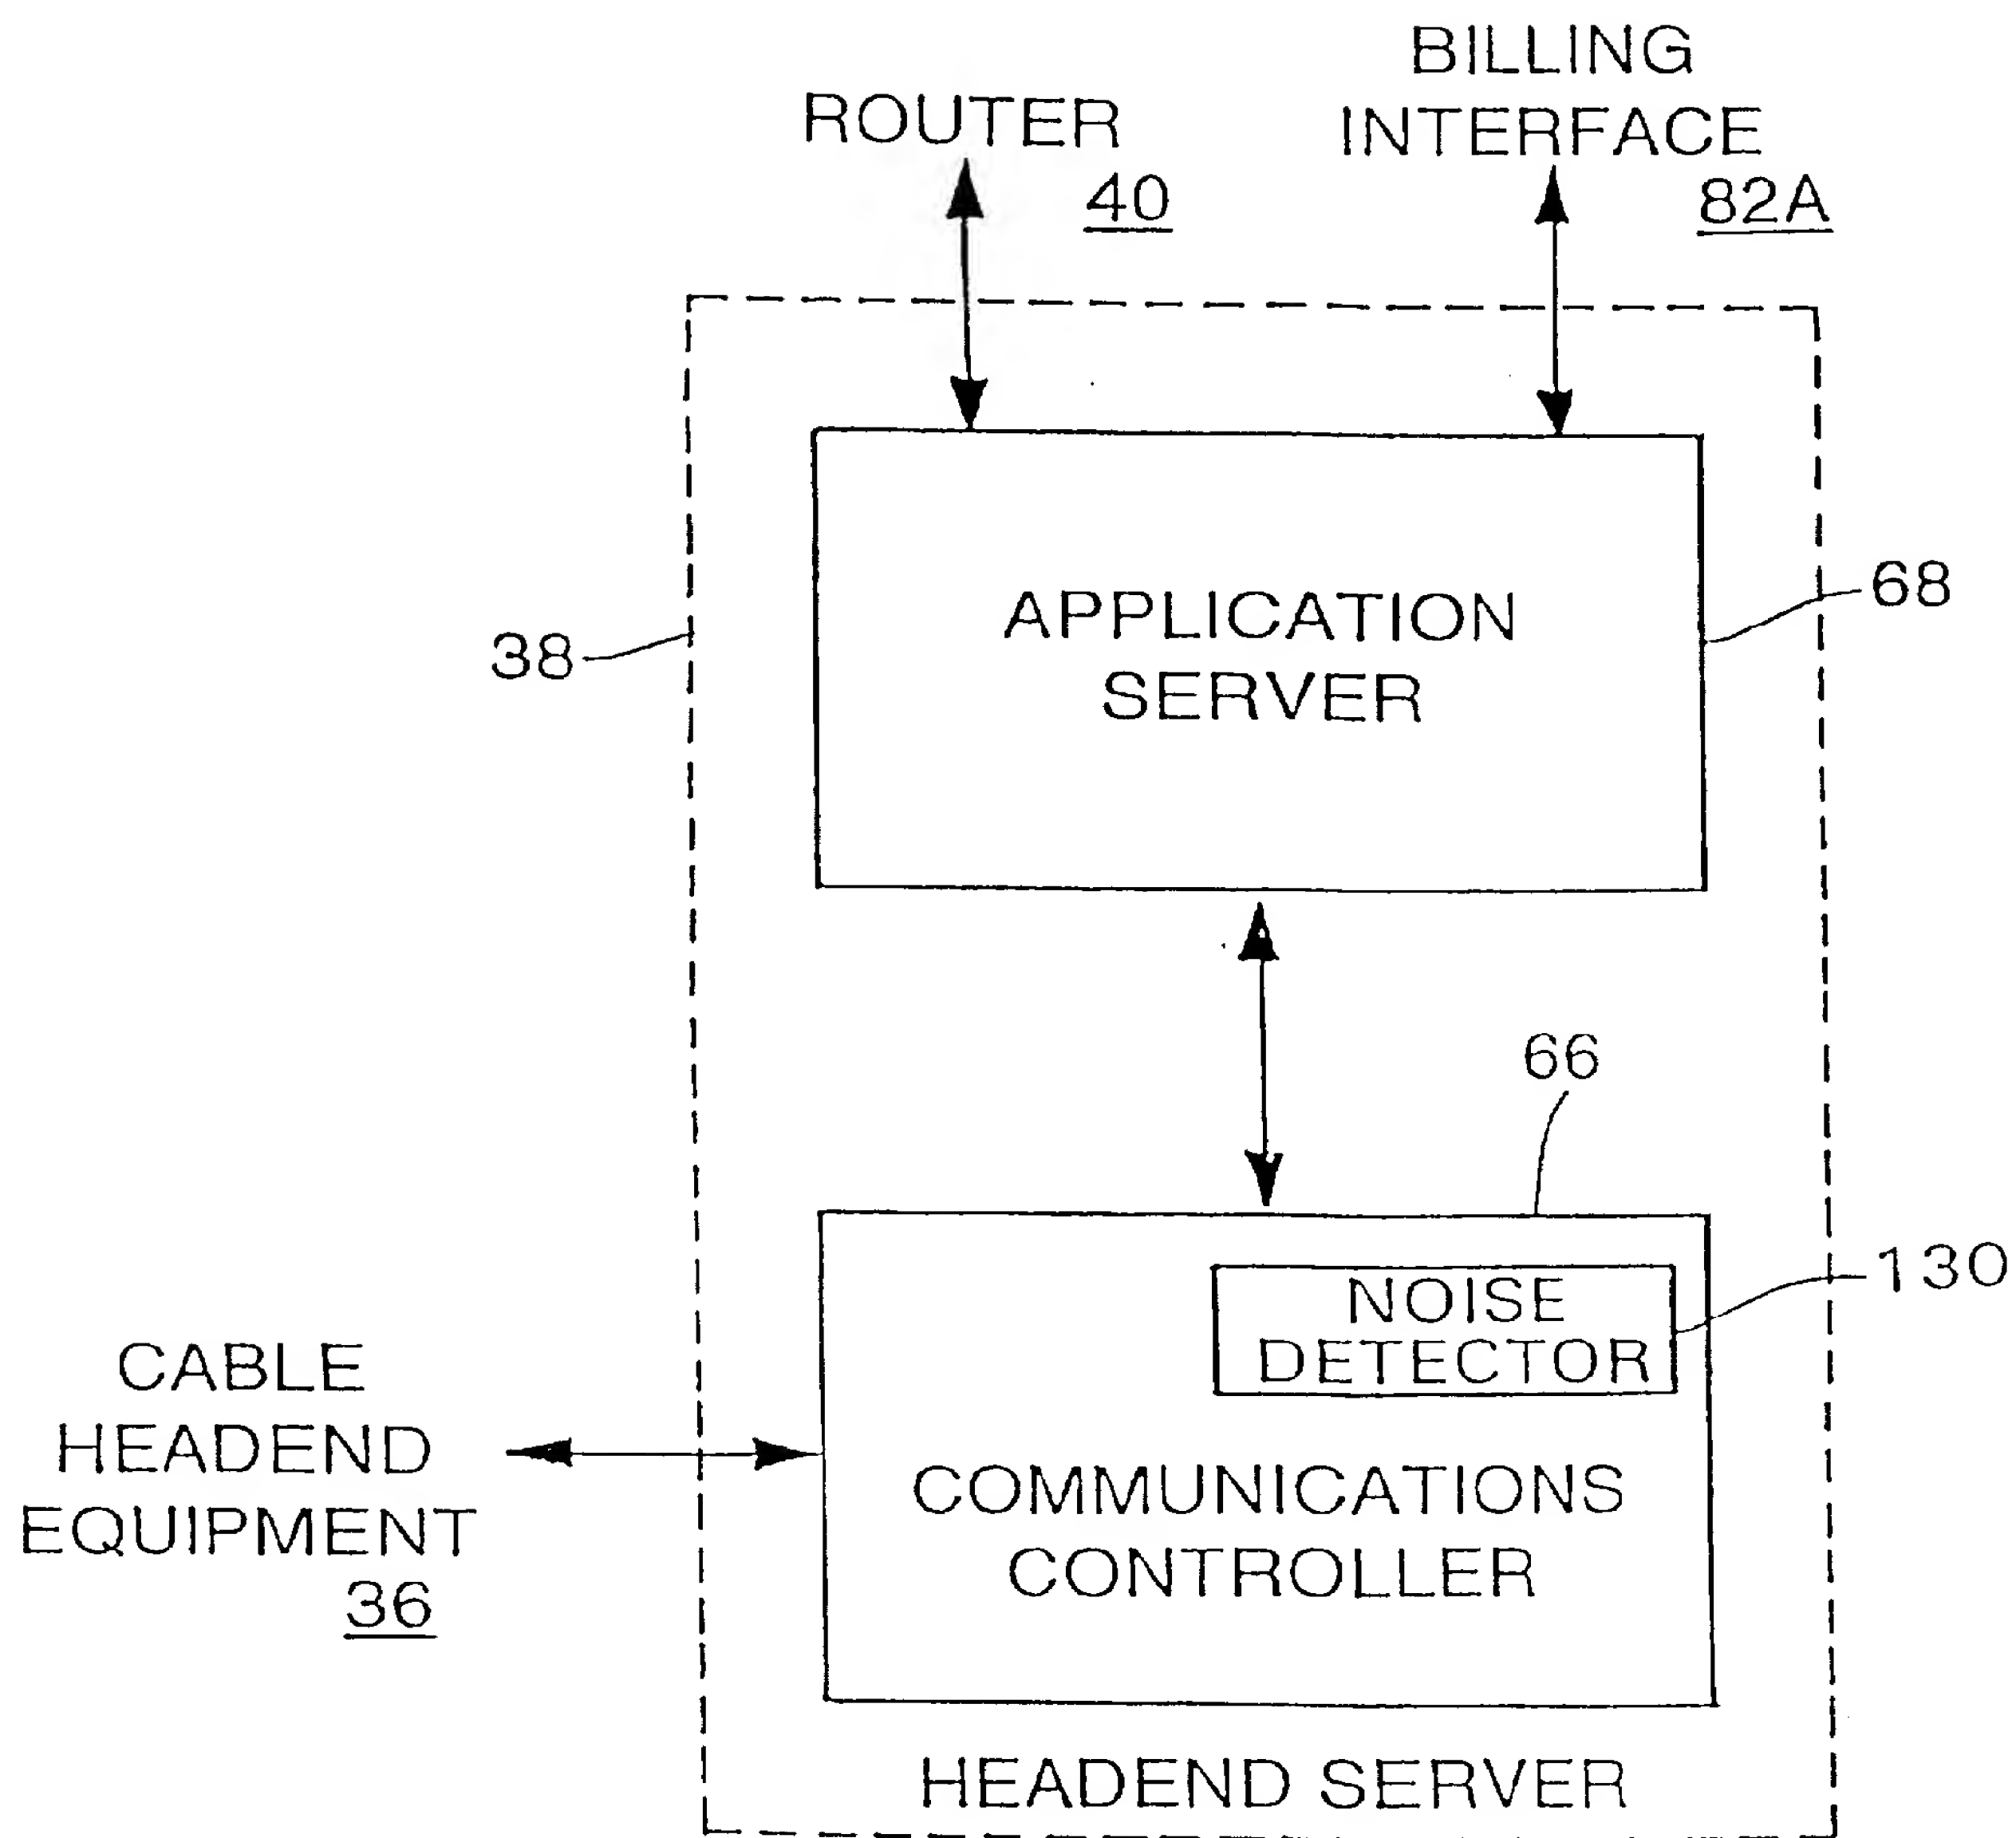 BILLING
INTERFACE
82A
ROUTER
40
APPLICATION
SERVER
68
38
66
NOISE
DETECTOR
130
CABLE
HEADEND
EQUIPMENT
36
COMMUNICATIONS
CONTROLLER
HEADEND SERVER